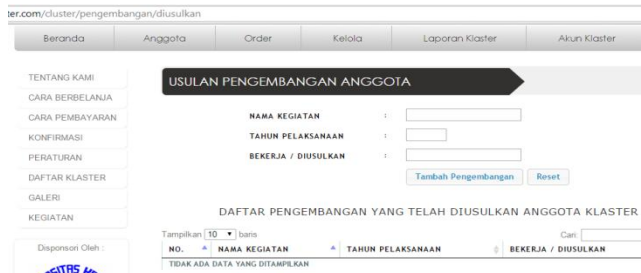 ter.com/cluster/pengembangan/diusulkan
Beranda Anggota Order Kelola Laporan Klaster Akun Klaster
TENTANG KAMI
CARA BERBELANJA
CARA PEMBAYARAN
KONFIRMASI
PERATURAN
DAFTAR KLASTER
GALERI
KEGIATAN
Disponsori Oleh :
USULAN PENGEMBANGAN ANGGOTA
NAMA KEGIATAN :
TAHUN PELAKSANAAN :
BEKERJA / DIUSULKAN :
Tambah Pengembangan Reset
DAFTAR PENGEMBANGAN YANG TELAH DIUSULKAN ANGGOTA KLASTER
Tampilkan 10 baris Cari:
NO. NAMA KEGIATAN TAHUN PELAKSANAAN BEKERJA / DIUSULKAN
TIDAK ADA DATA YANG DITAMPILKAN